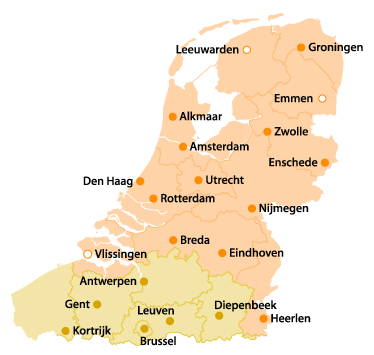 Leeuwarden
Groningen
Emmen
Alkmaar
Zwolle
Amsterdam
Enschede
Den Haag
Utrecht
Rotterdam
Nijmegen
Breda
Vlissingen
Eindhoven
Antwerpen
Gent
Leuven
Diepenbeek
Heerlen
Kortrijk
Brussel